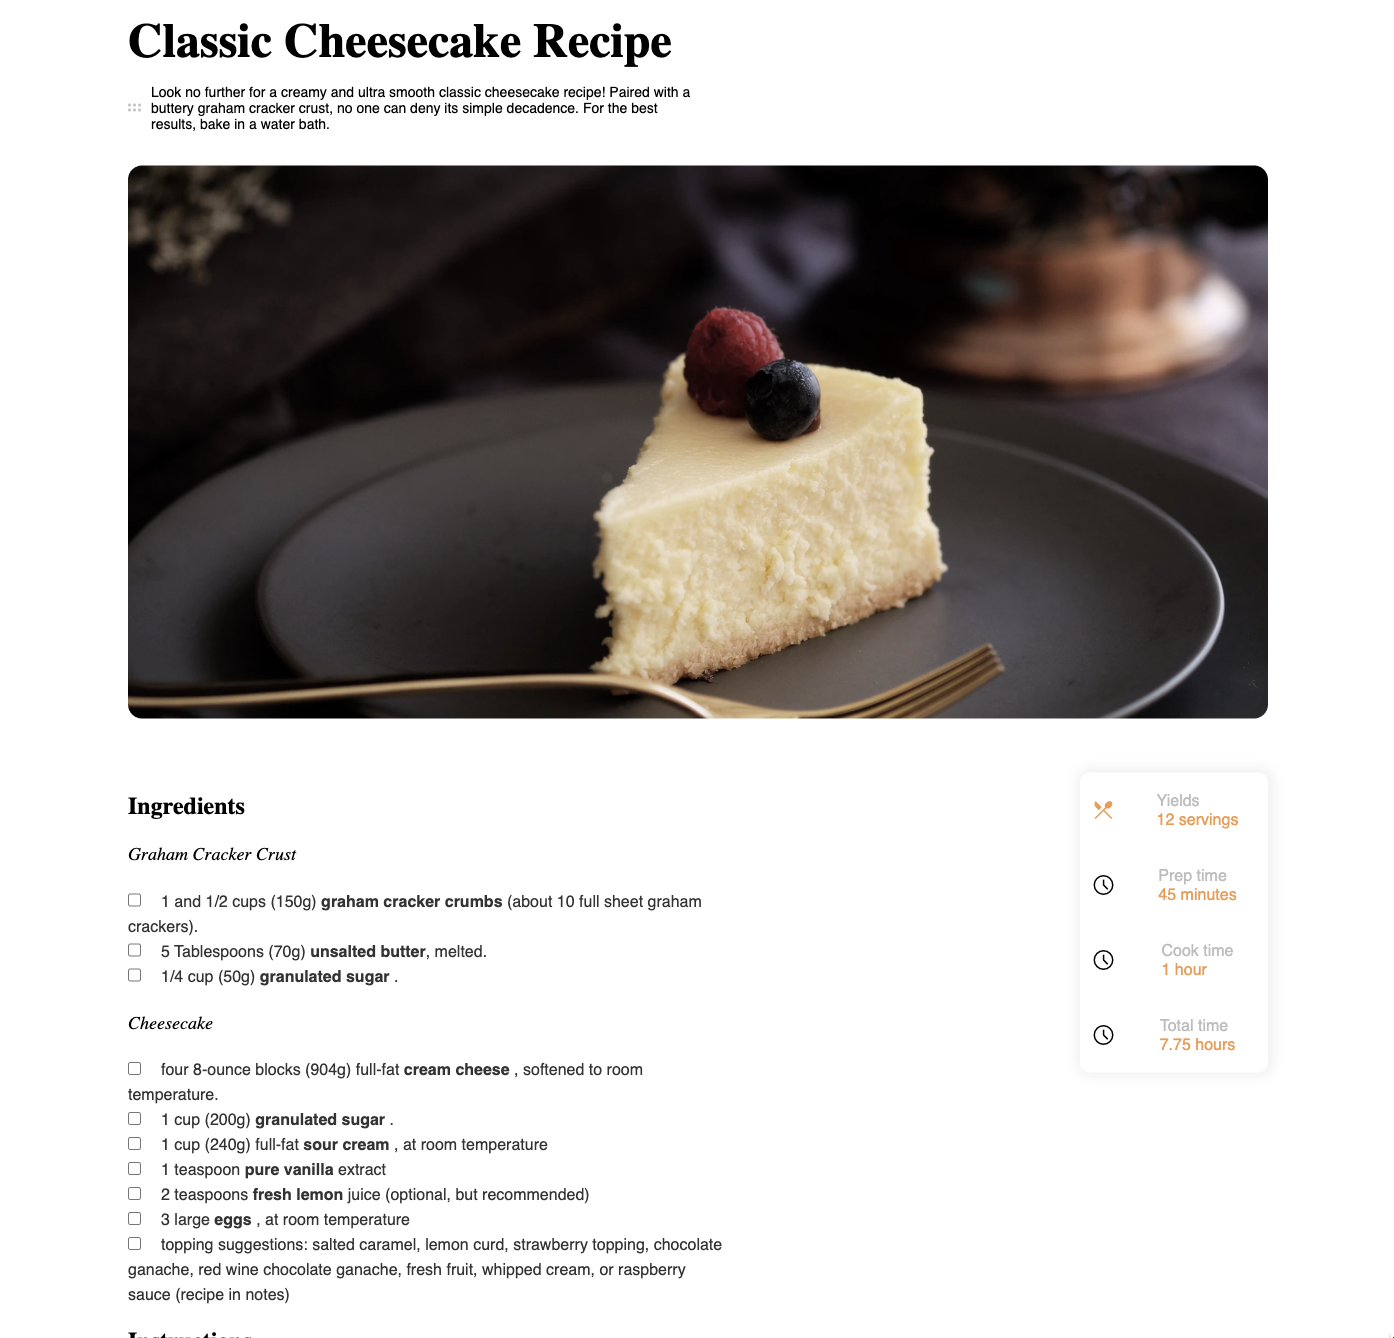 Classic Cheesecake Recipe
Look no further for a creamy and ultra smooth classic cheesecake recipe! Paired with a
buttery graham cracker crust, no one can deny its simple decadence. For the best
results, bake in a water bath.
Ingredients
Graham Cracker Crust
1 and 1/2 cups (150g) graham cracker crumbs (about 10 full sheet graham
crackers).
5 Tablespoons (70g) unsalted butter, melted.
1/4 cup (50g) granulated sugar .
Cheesecake
four 8-ounce blocks (904g) full-fat cream cheese , softened to room
temperature.
1 cup (200g) granulated sugar .
1 cup (240g) full-fat sour cream , at room temperature
1 teaspoon pure vanilla extract
2 teaspoons fresh lemon juice (optional, but recommended)
3 large eggs , at room temperature
topping suggestions: salted caramel, lemon curd, strawberry topping, chocolate
ganache, red wine chocolate ganache, fresh fruit, whipped cream, or raspberry
sauce (recipe in notes)
Instructions
Yields
12 servings
Prep time
45 minutes
Cook time
1 hour
Total time
7.75 hours